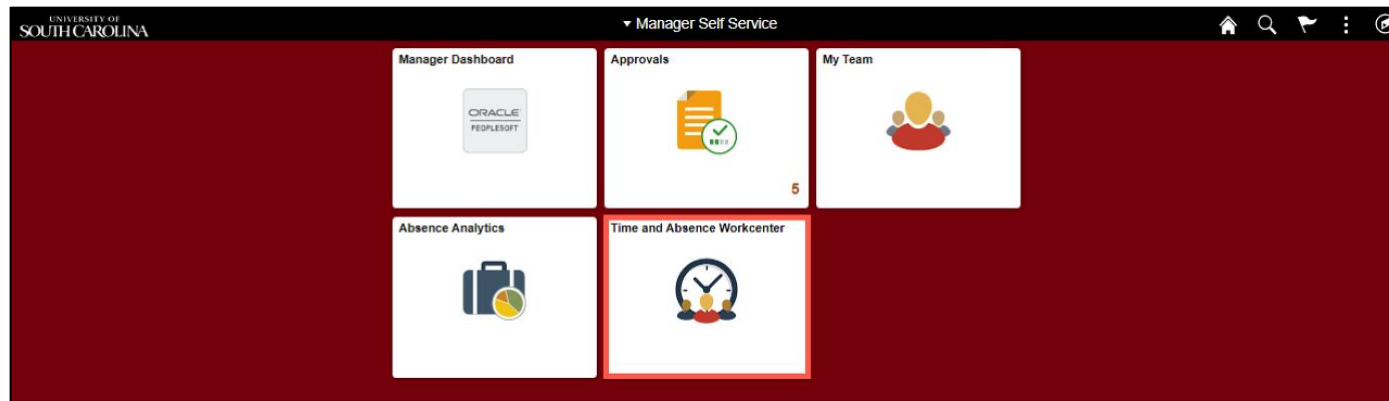 UNIVERSITY OF
SOUTH CAROLINA
Manager Self Service
Manager Dashboard
Approvals
My Team
ORACLE
PEOPLESOFT
5
Absence Analytics
Time and Absence Workcenter